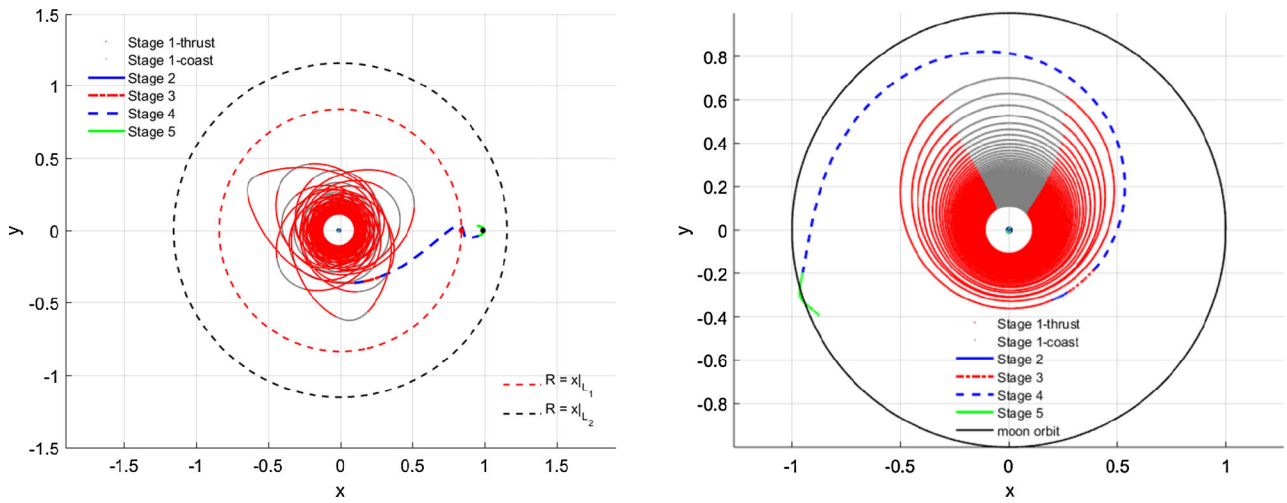 1.5
1
0.5
0
-0.5
-1
-1.5
y
-1.5
-1
-0.5
0
0.5
1
1.5
x
Stage 1-thrust
Stage 1-coast
Stage 2
Stage 3
Stage 4
Stage 5
R = x|L1
R = x|L2
0.8
0.6
0.4
0.2
0
-0.2
-0.4
-0.6
-0.8
y
-1
-0.5
0
0.5
1
x
Stage 1-thrust
Stage 1-coast
Stage 2
Stage 3
Stage 4
Stage 5
moon orbit